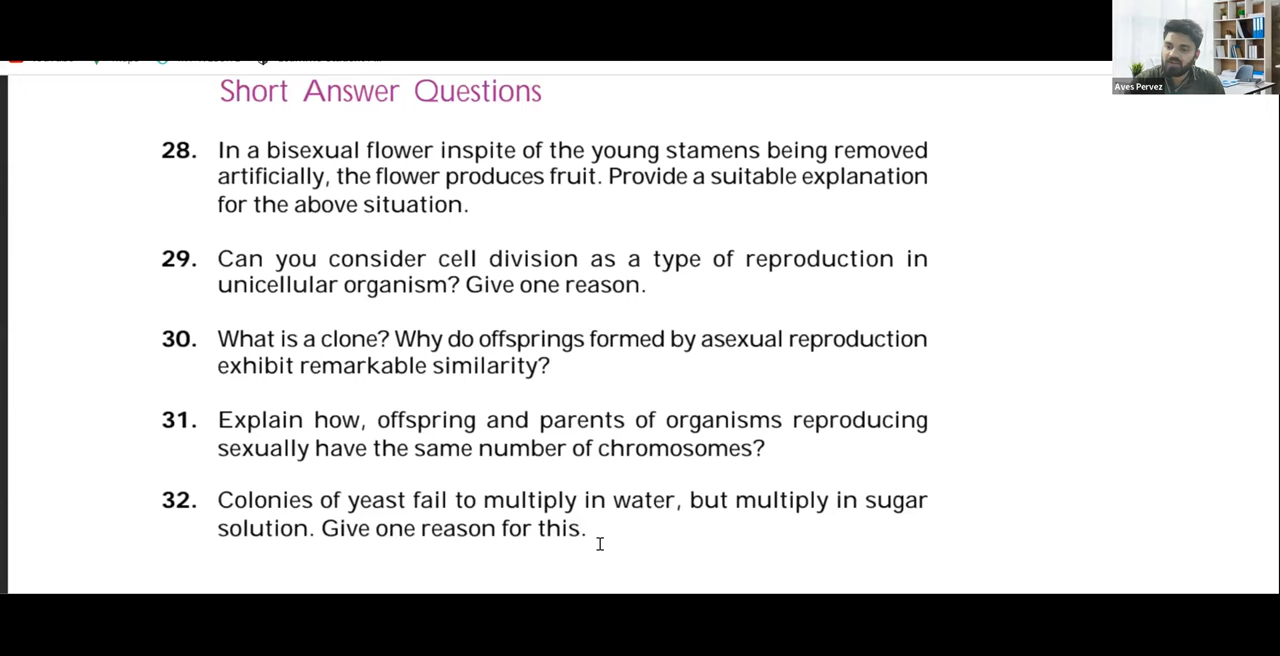 Short Answer Questions
Aves Pervez
28. In a bisexual flower inspite of the young stamens being removed
artificially, the flower produces fruit. Provide a suitable explanation
for the above situation.
29. Can you consider cell division as a type of reproduction in
unicellular organism? Give one reason.
30. What is a clone? Why do offsprings formed by asexual reproduction
exhibit remarkable similarity?
31. Explain how, offspring and parents of organisms reproducing
sexually have the same number of chromosomes?
32. Colonies of yeast fail to multiply in water, but multiply in sugar
solution. Give one reason for this.